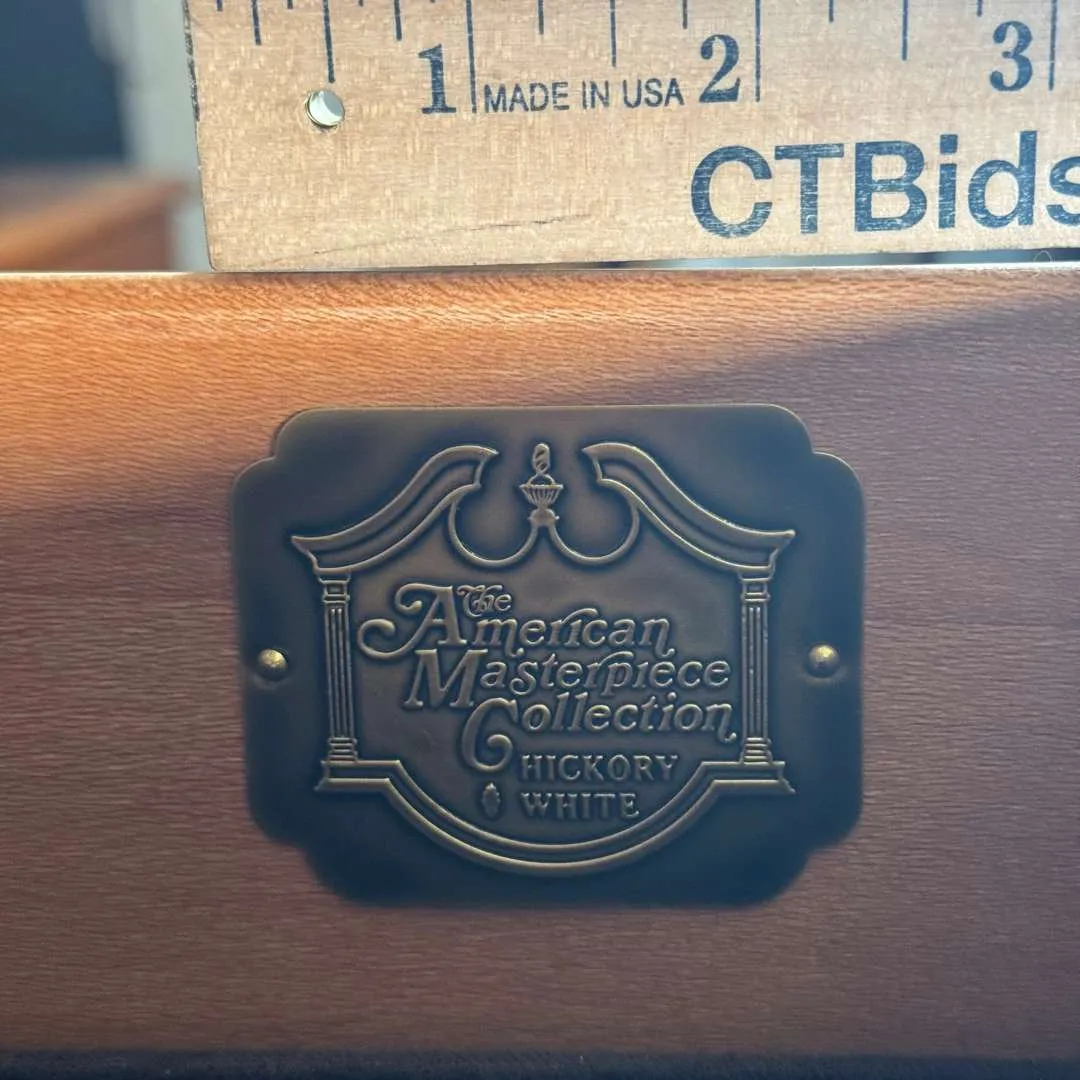 1 MADE IN USA 2 3
CTBids
The
American
Masterpiece
Collection
HICKORY
WHITE